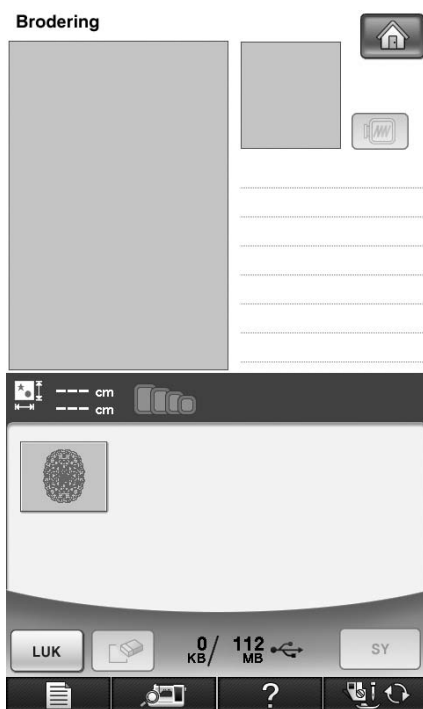 Brodering
--- cm
--- cm
LUK
0 KB / 112 MB
SY
?